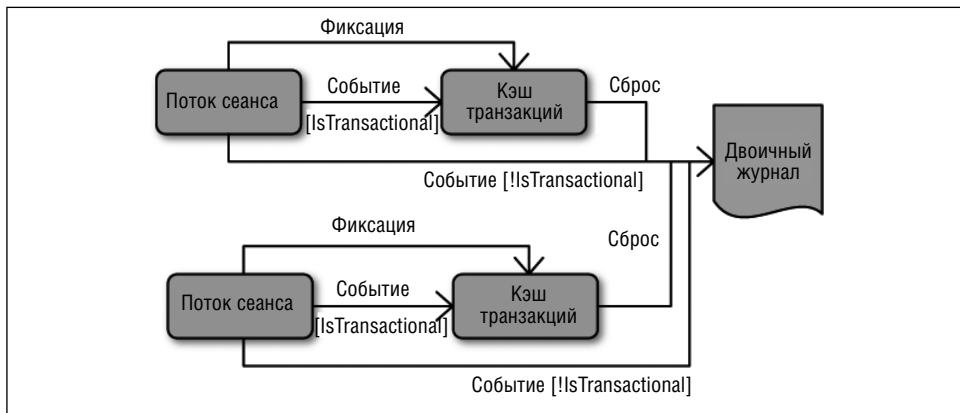 Фиксация
Поток сеанса
Событие
[IsTransactional]
Кэш
транзакций
Сброс
Двоичный
журнал
Событие [!IsTransactional]
Фиксация
Сброс
Поток сеанса
Событие
[IsTransactional]
Кэш
транзакций
Событие [!IsTransactional]